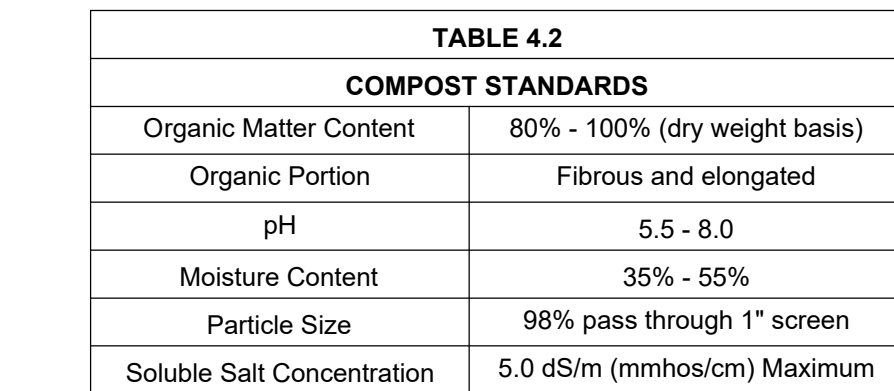 TABLE 4.2
COMPOST STANDARDS
Organic Matter Content 80% - 100% (dry weight basis)
Organic Portion Fibrous and elongated
pH 5.5 - 8.0
Moisture Content 35% - 55%
Particle Size 98% pass through 1" screen
Soluble Salt Concentration 5.0 dS/m (mmhos/cm) Maximum